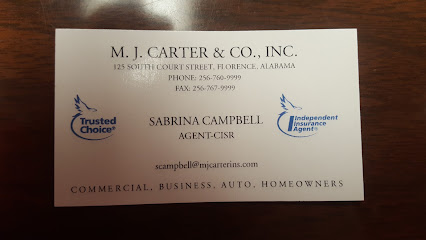 M. J. CARTER & CO., INC.
125 SOUTH COURT STREET, FLORENCE, ALABAMA
PHONE: 256-760-9999
FAX: 256-767-9999
Trusted
Choice®
SABRINA CAMPBELL
AGENT-CISR
Independent
Insurance
Agent®
scampbell@mjcarterins.com
COMMERCIAL, BUSINESS, AUTO, HOMEOWNERS